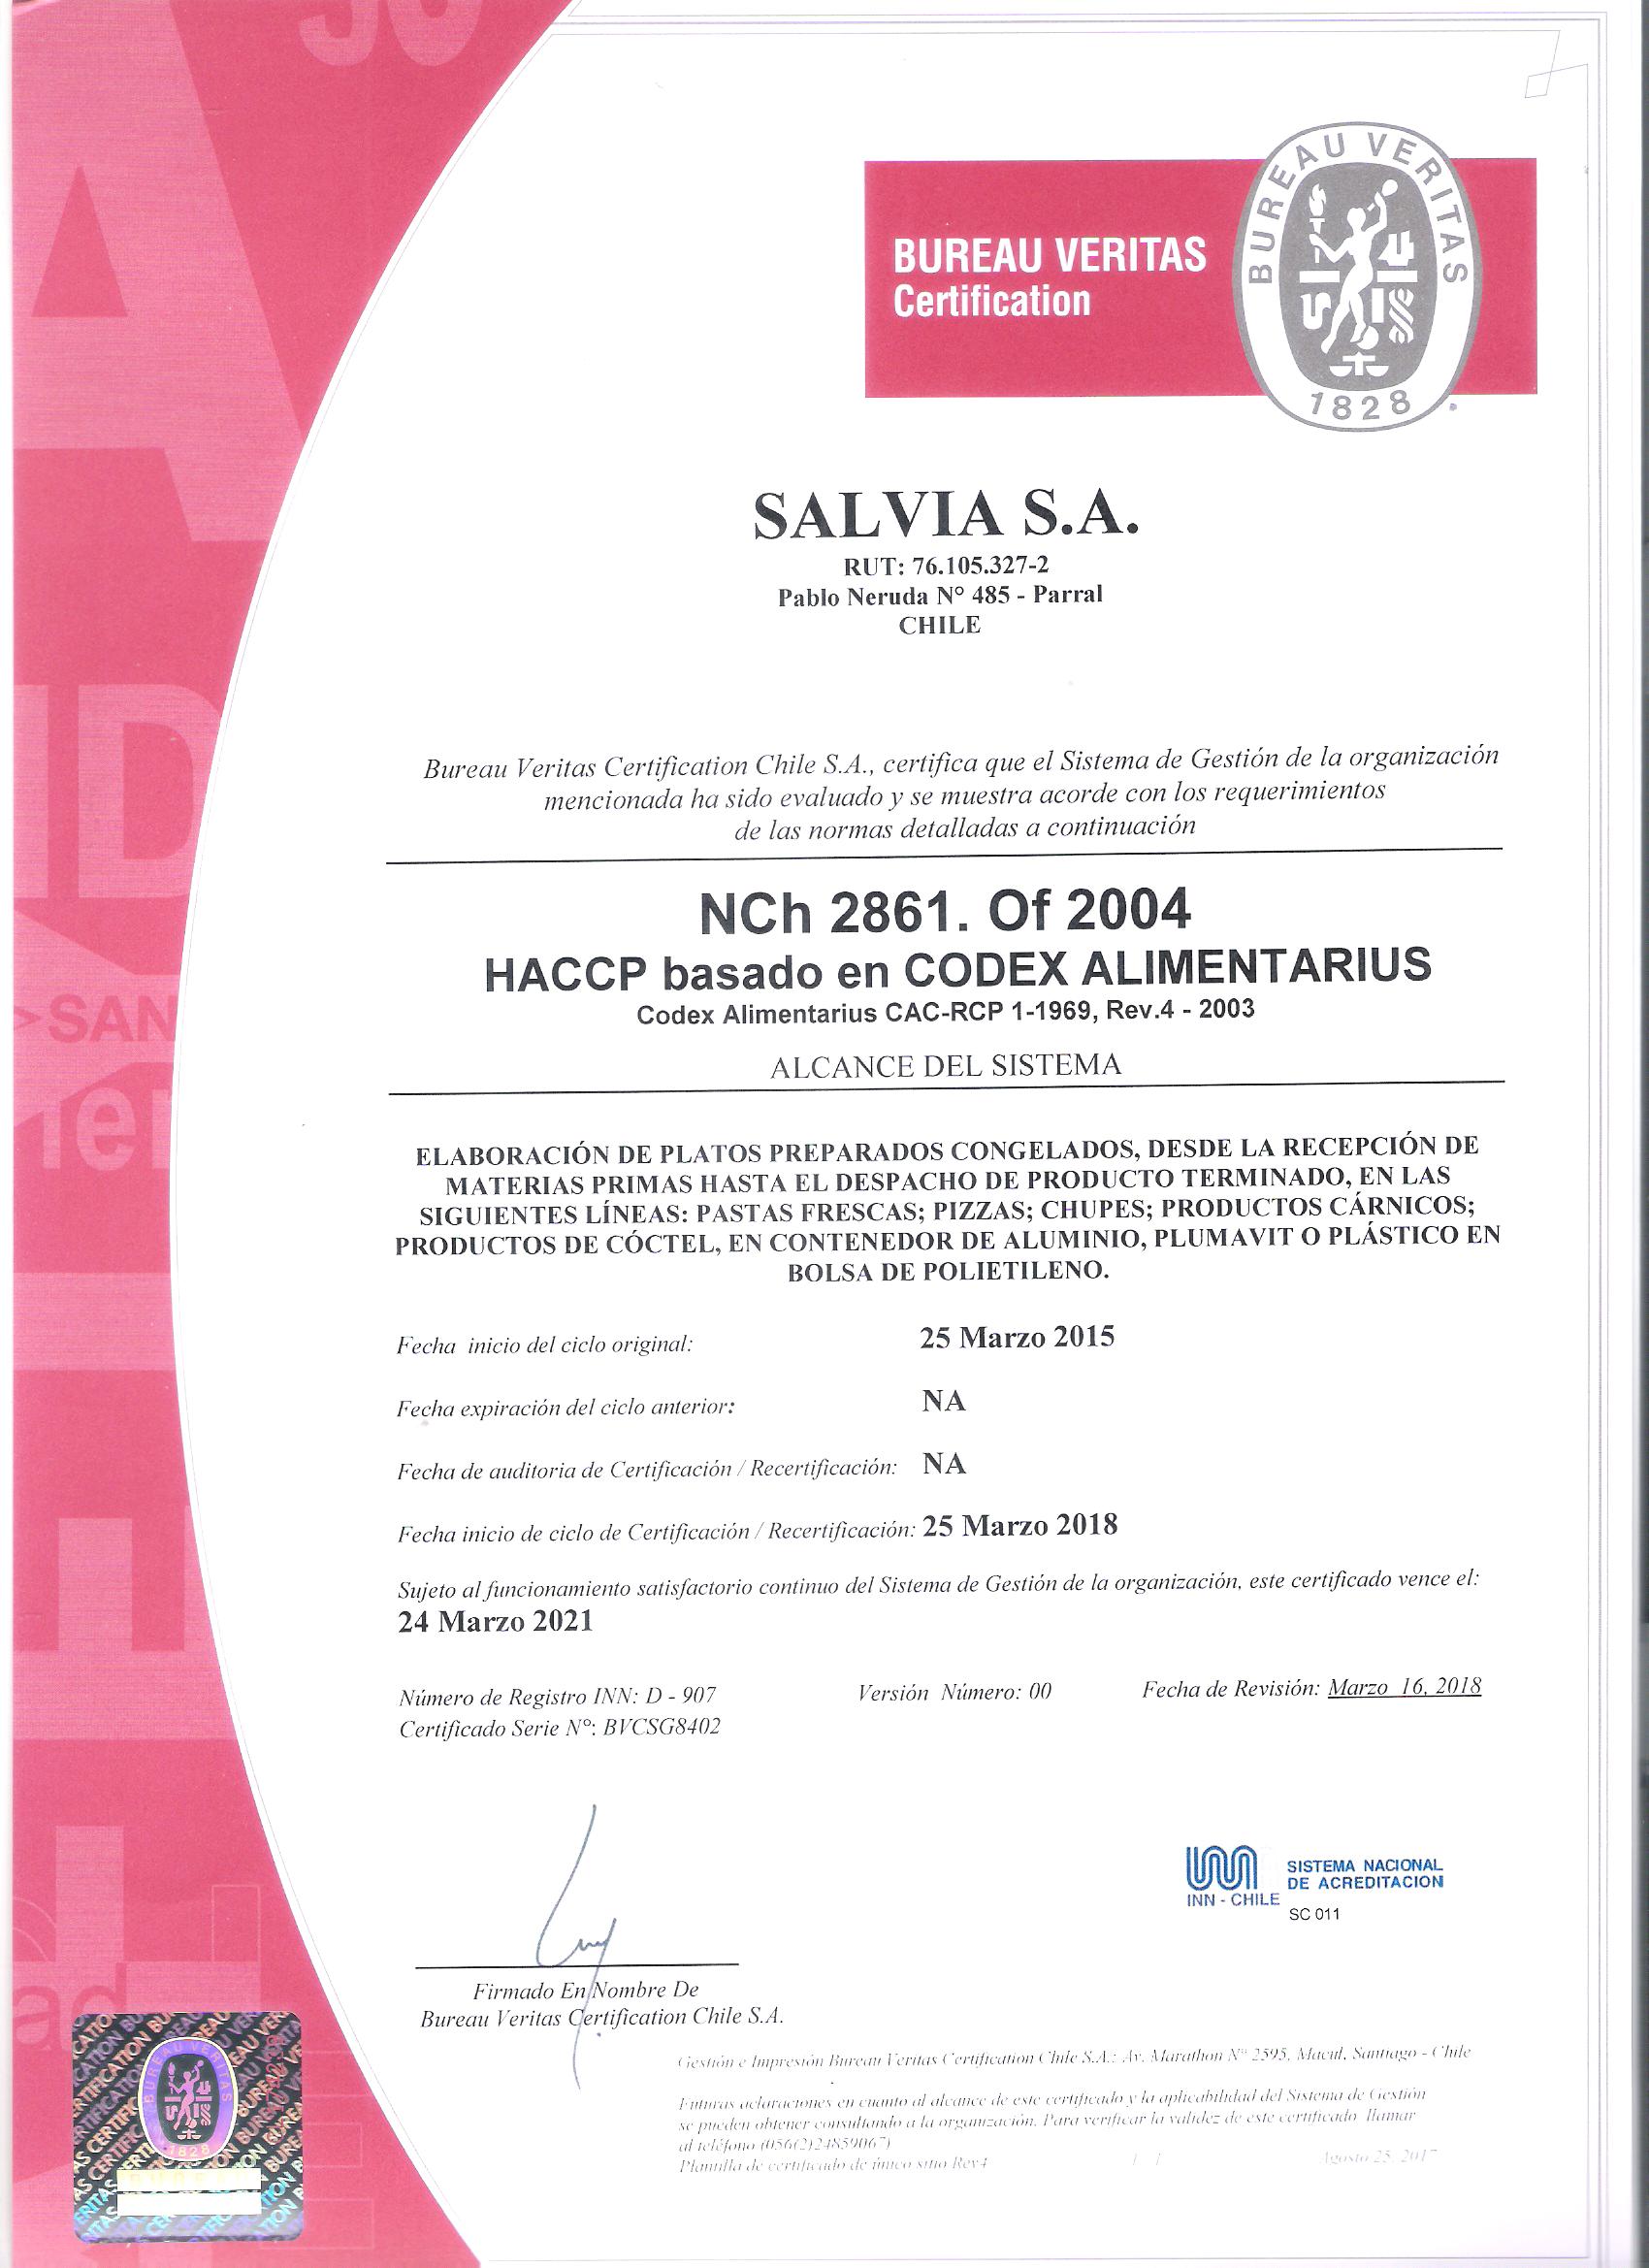 BUREAU VERITAS
Certification
BUREAU VERITAS
1828
SALVIA S.A.
RUT: 76.105.327-2
Pablo Neruda N° 485 - Parral
CHILE
Bureau Veritas Certification Chile S.A., certifica que el Sistema de Gestión de la organización
mencionada ha sido evaluado y se muestra acorde con los requerimientos
de las normas detalladas a continuación
NCh 2861. Of 2004
HACCP basado en CODEX ALIMENTARIUS
Codex Alimentarius CAC-RCP 1-1969, Rev.4 - 2003
ALCANCE DEL SISTEMA
ELABORACIÓN DE PLATOS PREPARADOS CONGELADOS, DESDE LA RECEPCIÓN DE
MATERIAS PRIMAS HASTA EL DESPACHO DE PRODUCTO TERMINADO, EN LAS
SIGUIENTES LÍNEAS: PASTAS FRESCAS; PIZZAS; CHUPES; PRODUCTOS CÁRNICOS;
PRODUCTOS DE CÓCTEL, EN CONTENEDOR DE ALUMINIO, PLUMAVIT O PLÁSTICO EN
BOLSA DE POLIETILENO.
Fecha inicio del ciclo original: 25 Marzo 2015
Fecha expiración del ciclo anterior: NA
Fecha de auditoria de Certificación / Recertificación: NA
Fecha inicio de ciclo de Certificación / Recertificación: 25 Marzo 2018
Sujeto al funcionamiento satisfactorio continuo del Sistema de Gestión de la organización, este certificado vence el:
24 Marzo 2021
Número de Registro INN: D - 907 Versión Número: 00 Fecha de Revisión: Marzo 16, 2018
Certificado Serie N°: BVCSG8402
INN - CHILE
SISTEMA NACIONAL
DE ACREDITACION
SC 011
Firmado En Nombre De
Bureau Veritas Certification Chile S.A.
Gestión e Impresión Bureau Veritas Certification Chile S.A.: Av. Marathon N° 2595, Macul, Santiago - Chile
Futuras aclaraciones en cuanto al alcance de este certificado y la aplicabilidad del Sistema de Gestión
se pueden obtener consultando a la organización. Para verificar la validez de este certificado llamar
al teléfono (056(2)24859067)
Plantilla de certificado de único sitio Rev4 1 / 1 Agosto 25, 2017
BUREAU VERITAS
1828